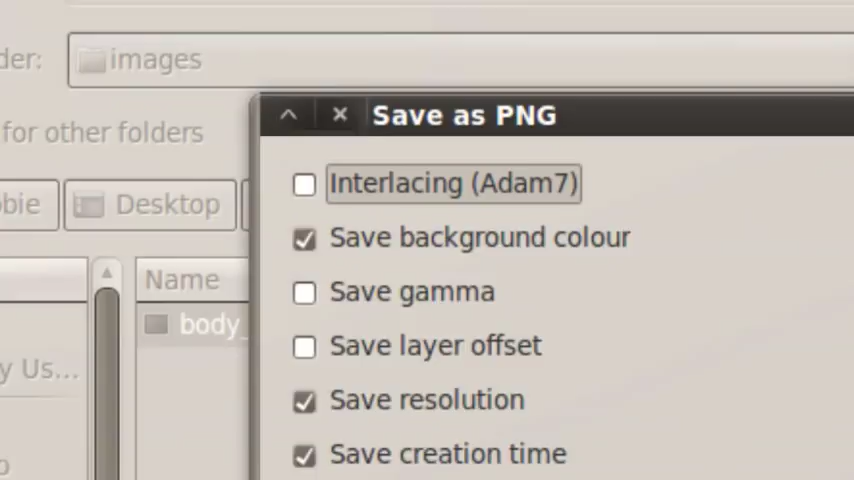 der: images
Save as PNG
for other folders
Interlacing (Adam7)
Desktop
Save background colour
Name
Save gamma
body_
Save layer offset
y Us...
Save resolution
Save creation time